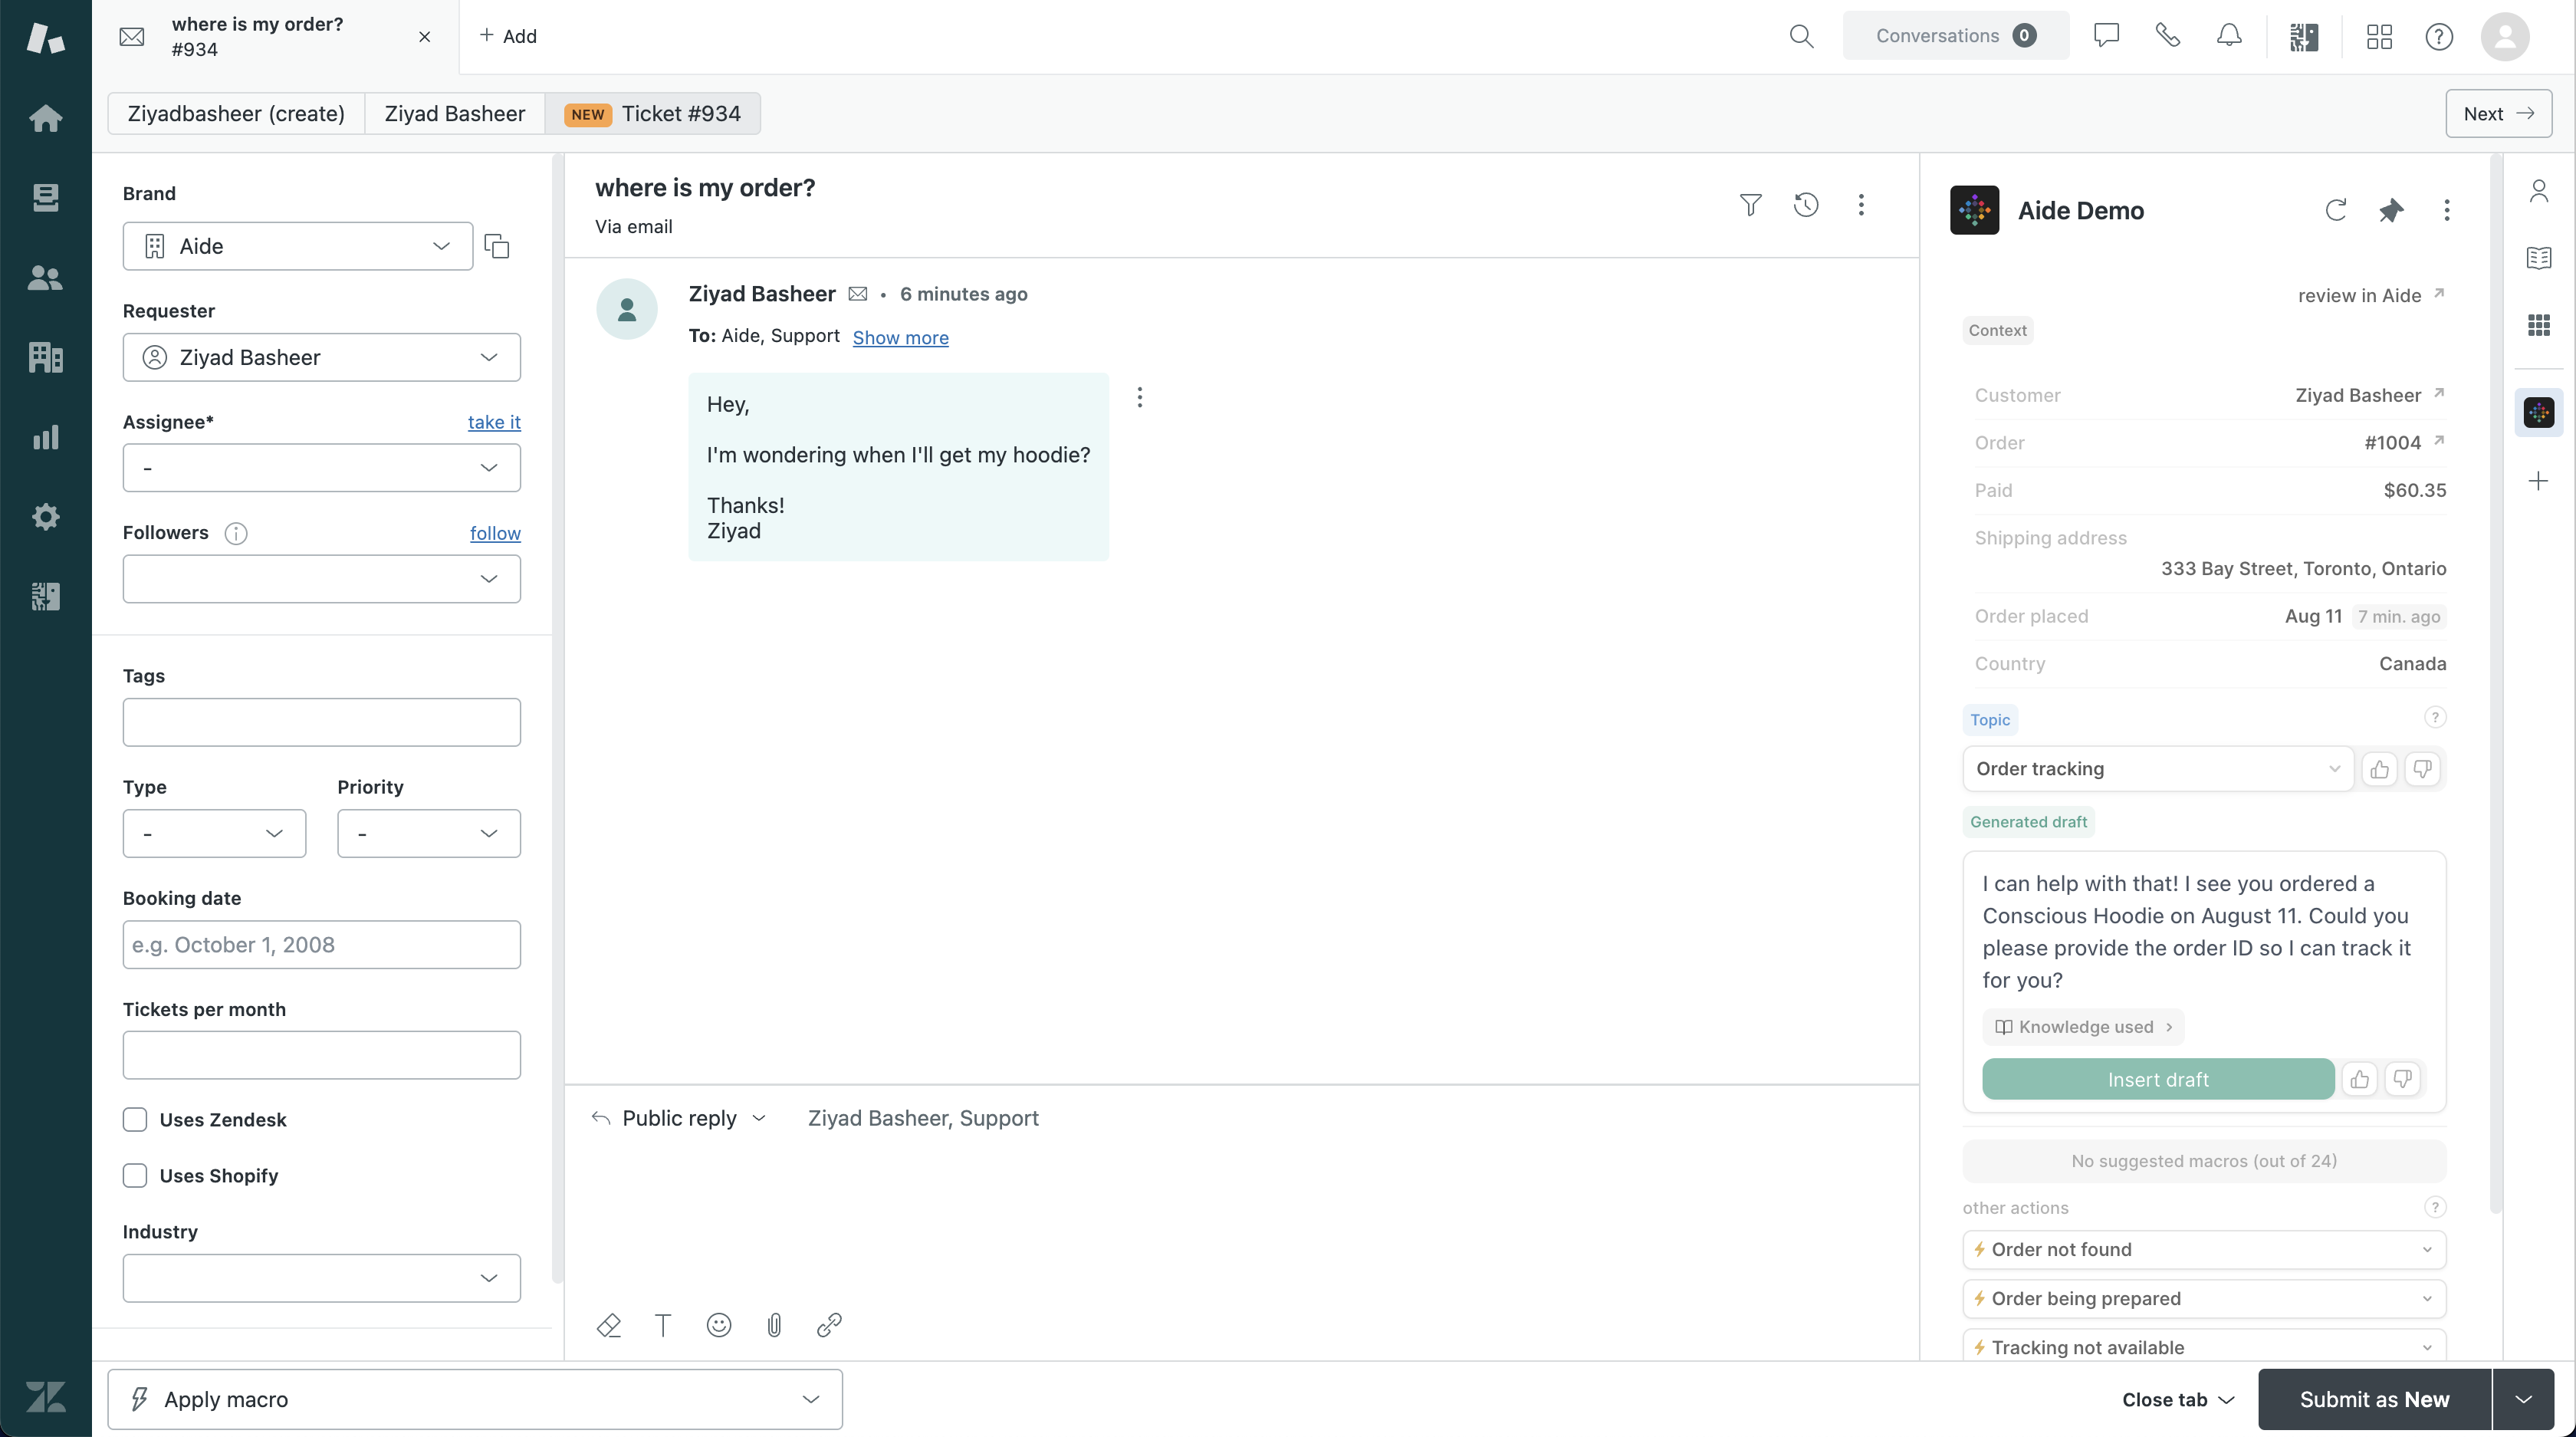 where is my order?
#934
+ Add
Conversations 0
Ziyadbasheer (create)
Ziyad Basheer
NEW Ticket #934
Next
Brand
Aide
Requester
Ziyad Basheer
Assignee* take it
-
Followers follow
Tags
Type Priority
- -
Booking date
e.g. October 1, 2008
Tickets per month
Uses Zendesk
Uses Shopify
Industry
Apply macro
where is my order?
Via email
Ziyad Basheer • 6 minutes ago
To: Aide, Support Show more
Hey,
I'm wondering when I'll get my hoodie?
Thanks!
Ziyad
Public reply Ziyad Basheer, Support
Aide Demo
review in Aide
Context
Customer Ziyad Basheer
Order #1004
Paid $60.35
Shipping address
333 Bay Street, Toronto, Ontario
Order placed Aug 11 7 min. ago
Country Canada
Topic ?
Order tracking
Generated draft
I can help with that! I see you ordered a
Conscious Hoodie on August 11. Could you
please provide the order ID so I can track it
for you?
Knowledge used
Insert draft
No suggested macros (out of 24)
other actions ?
Order not found
Order being prepared
Tracking not available
Close tab
Submit as New